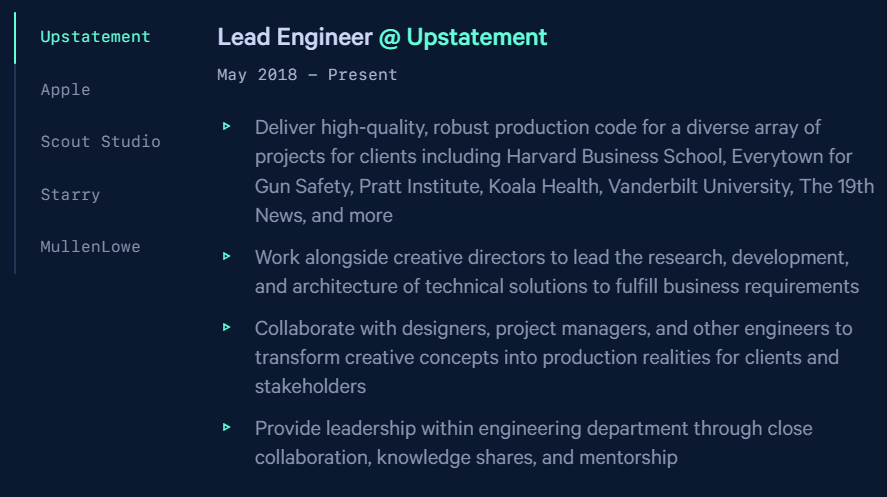 Upstatement
Apple
Scout Studio
Starry
MullenLowe
Lead Engineer @ Upstatement
May 2018 – Present
Deliver high-quality, robust production code for a diverse array of
projects for clients including Harvard Business School, Everytown for
Gun Safety, Pratt Institute, Koala Health, Vanderbilt University, The 19th
News, and more
Work alongside creative directors to lead the research, development,
and architecture of technical solutions to fulfill business requirements
Collaborate with designers, project managers, and other engineers to
transform creative concepts into production realities for clients and
stakeholders
Provide leadership within engineering department through close
collaboration, knowledge shares, and mentorship